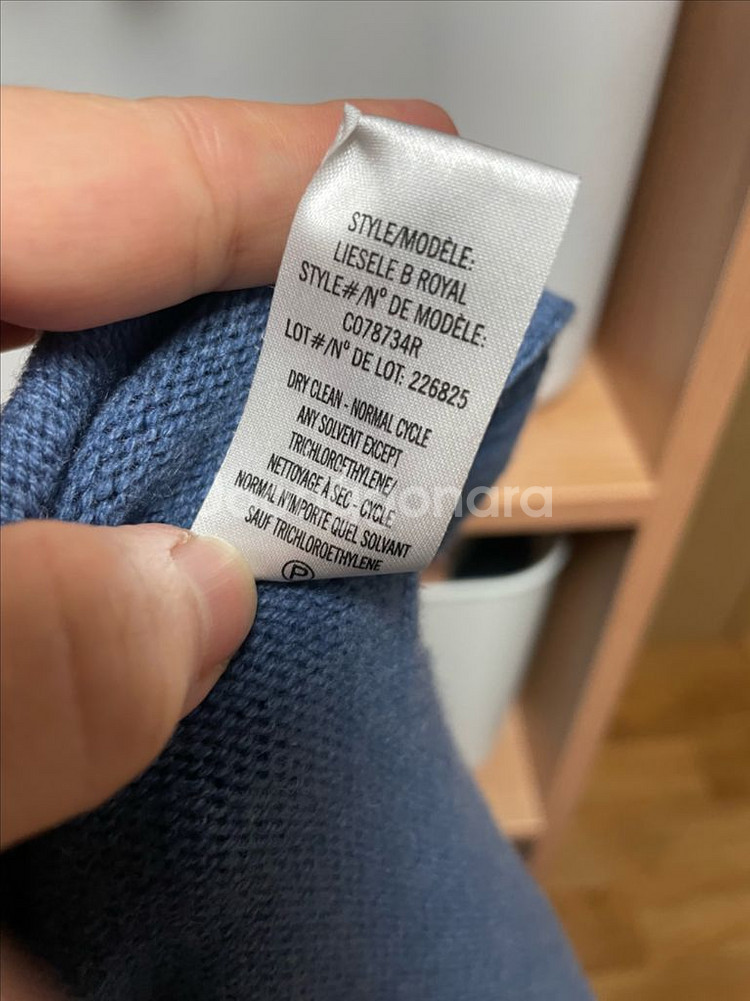 STYLE/MODÈLE:
LIESELE B ROYAL
STYLE#/N° DE MODÈLE:
C078734R
LOT#/N° DE LOT: 226825
DRY CLEAN - NORMAL CYCLE
ANY SOLVENT EXCEPT
TRICHLOROETHYLENE/
NETTOYAGE À SEC - CYCLE
NORMAL N'IMPORTE QUEL SOLVANT
SAUF TRICHLOROETHYLENE
P